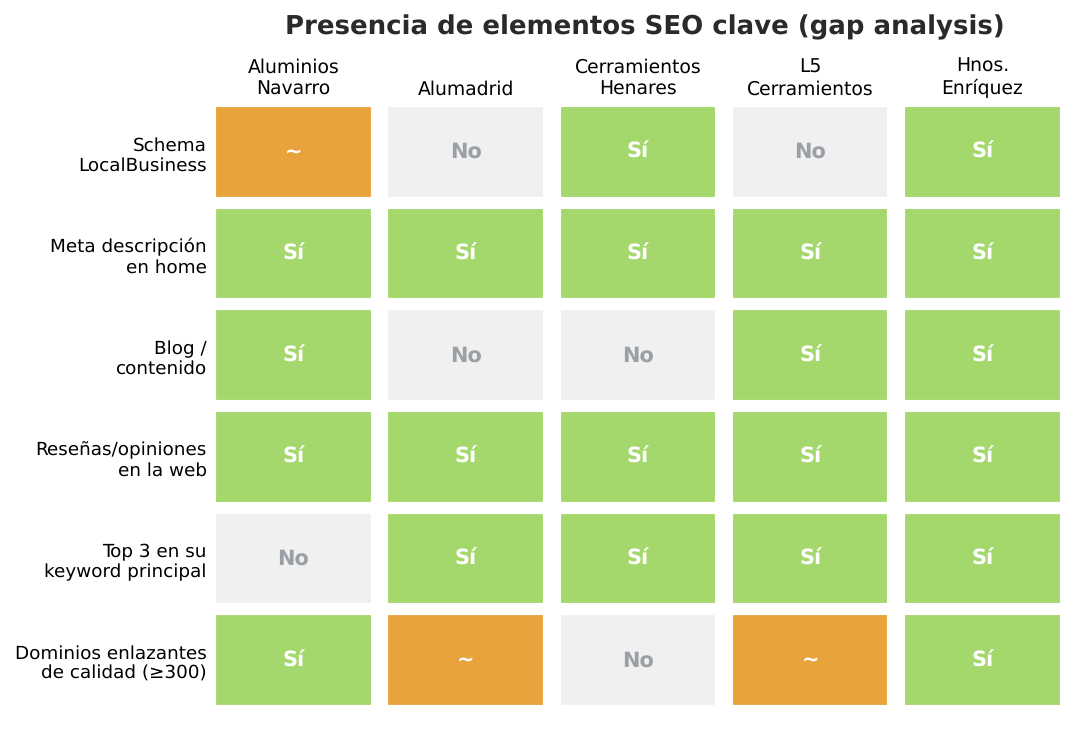 Presencia de elementos SEO clave (gap analysis)
Aluminios
Navarro
Alumadrid
Cerramientos
Henares
L5
Cerramientos
Hnos.
Enríquez
Schema
LocalBusiness
~ No Sí No Sí
Meta descripción
en home
Sí Sí Sí Sí Sí
Blog /
contenido
Sí No No Sí Sí
Reseñas/opiniones
en la web
Sí Sí Sí Sí Sí
Top 3 en su
keyword principal
No Sí Sí Sí Sí
Dominios enlazantes
de calidad (≥300)
Sí ~ No ~ Sí